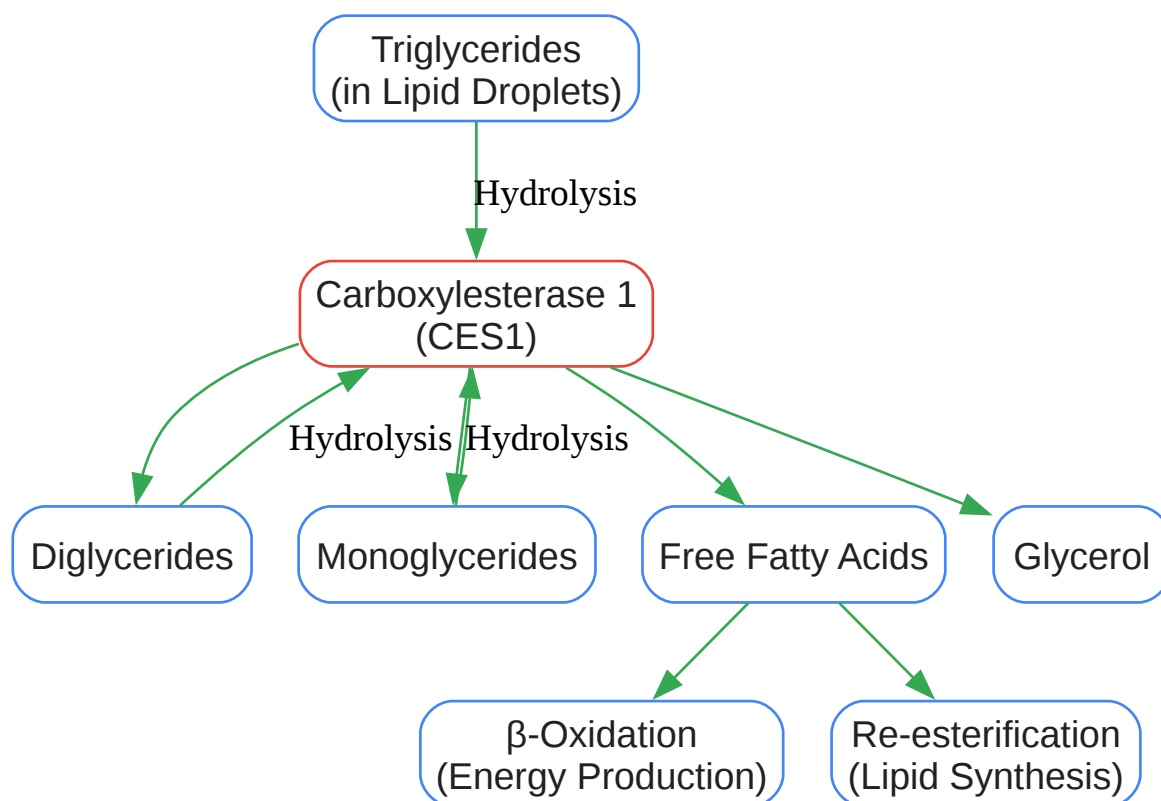 Triglycerides
(in Lipid Droplets)
Hydrolysis
Carboxylesterase 1
(CES1)
Hydrolysis
Hydrolysis
Diglycerides
Monoglycerides
Free Fatty Acids
Glycerol
β-Oxidation
(Energy Production)
Re-esterification
(Lipid Synthesis)